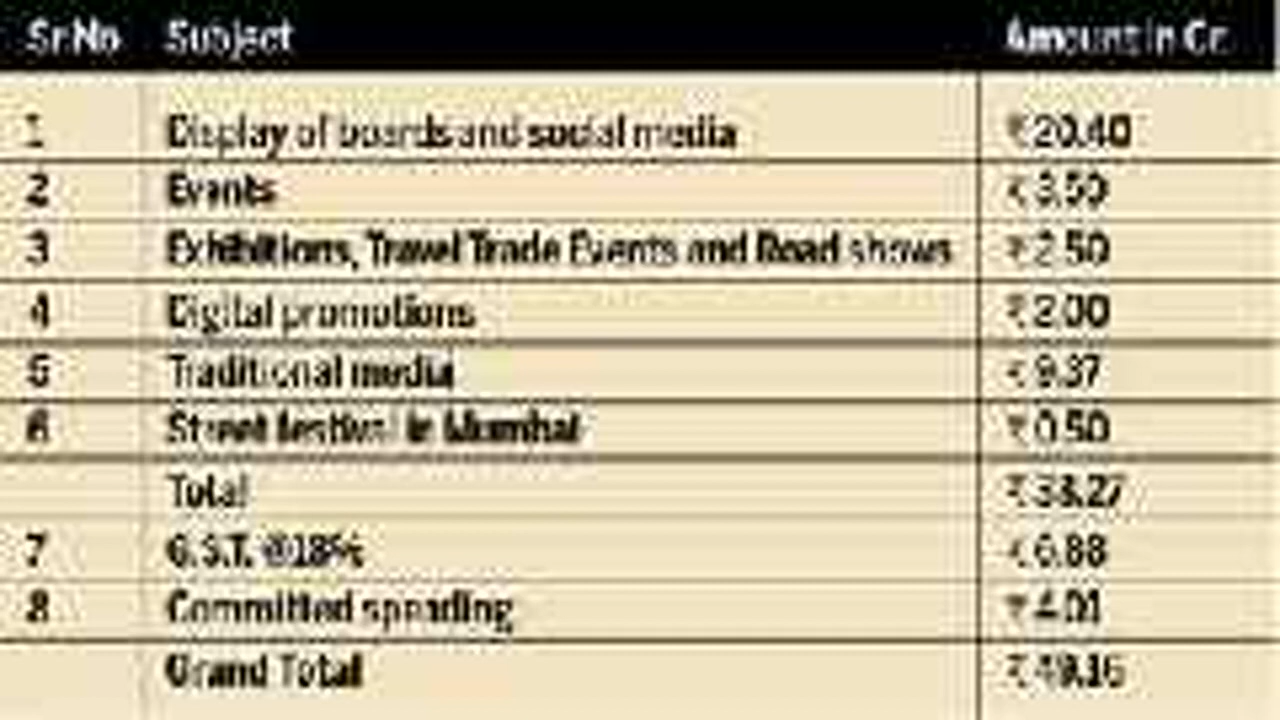 Sr.No Subject Amount in Cr.
1 Display of boards and social media ₹20.40
2 Events ₹3.50
3 Exhibitions, Travel Trade Events and Road shows ₹2.50
4 Digital promotions ₹2.00
5 Traditional media ₹9.37
6 Street festival in Mumbai ₹0.50
Total ₹38.27
7 G.S.T. @18% ₹6.88
8 Committed spending ₹4.01
Grand Total ₹49.16